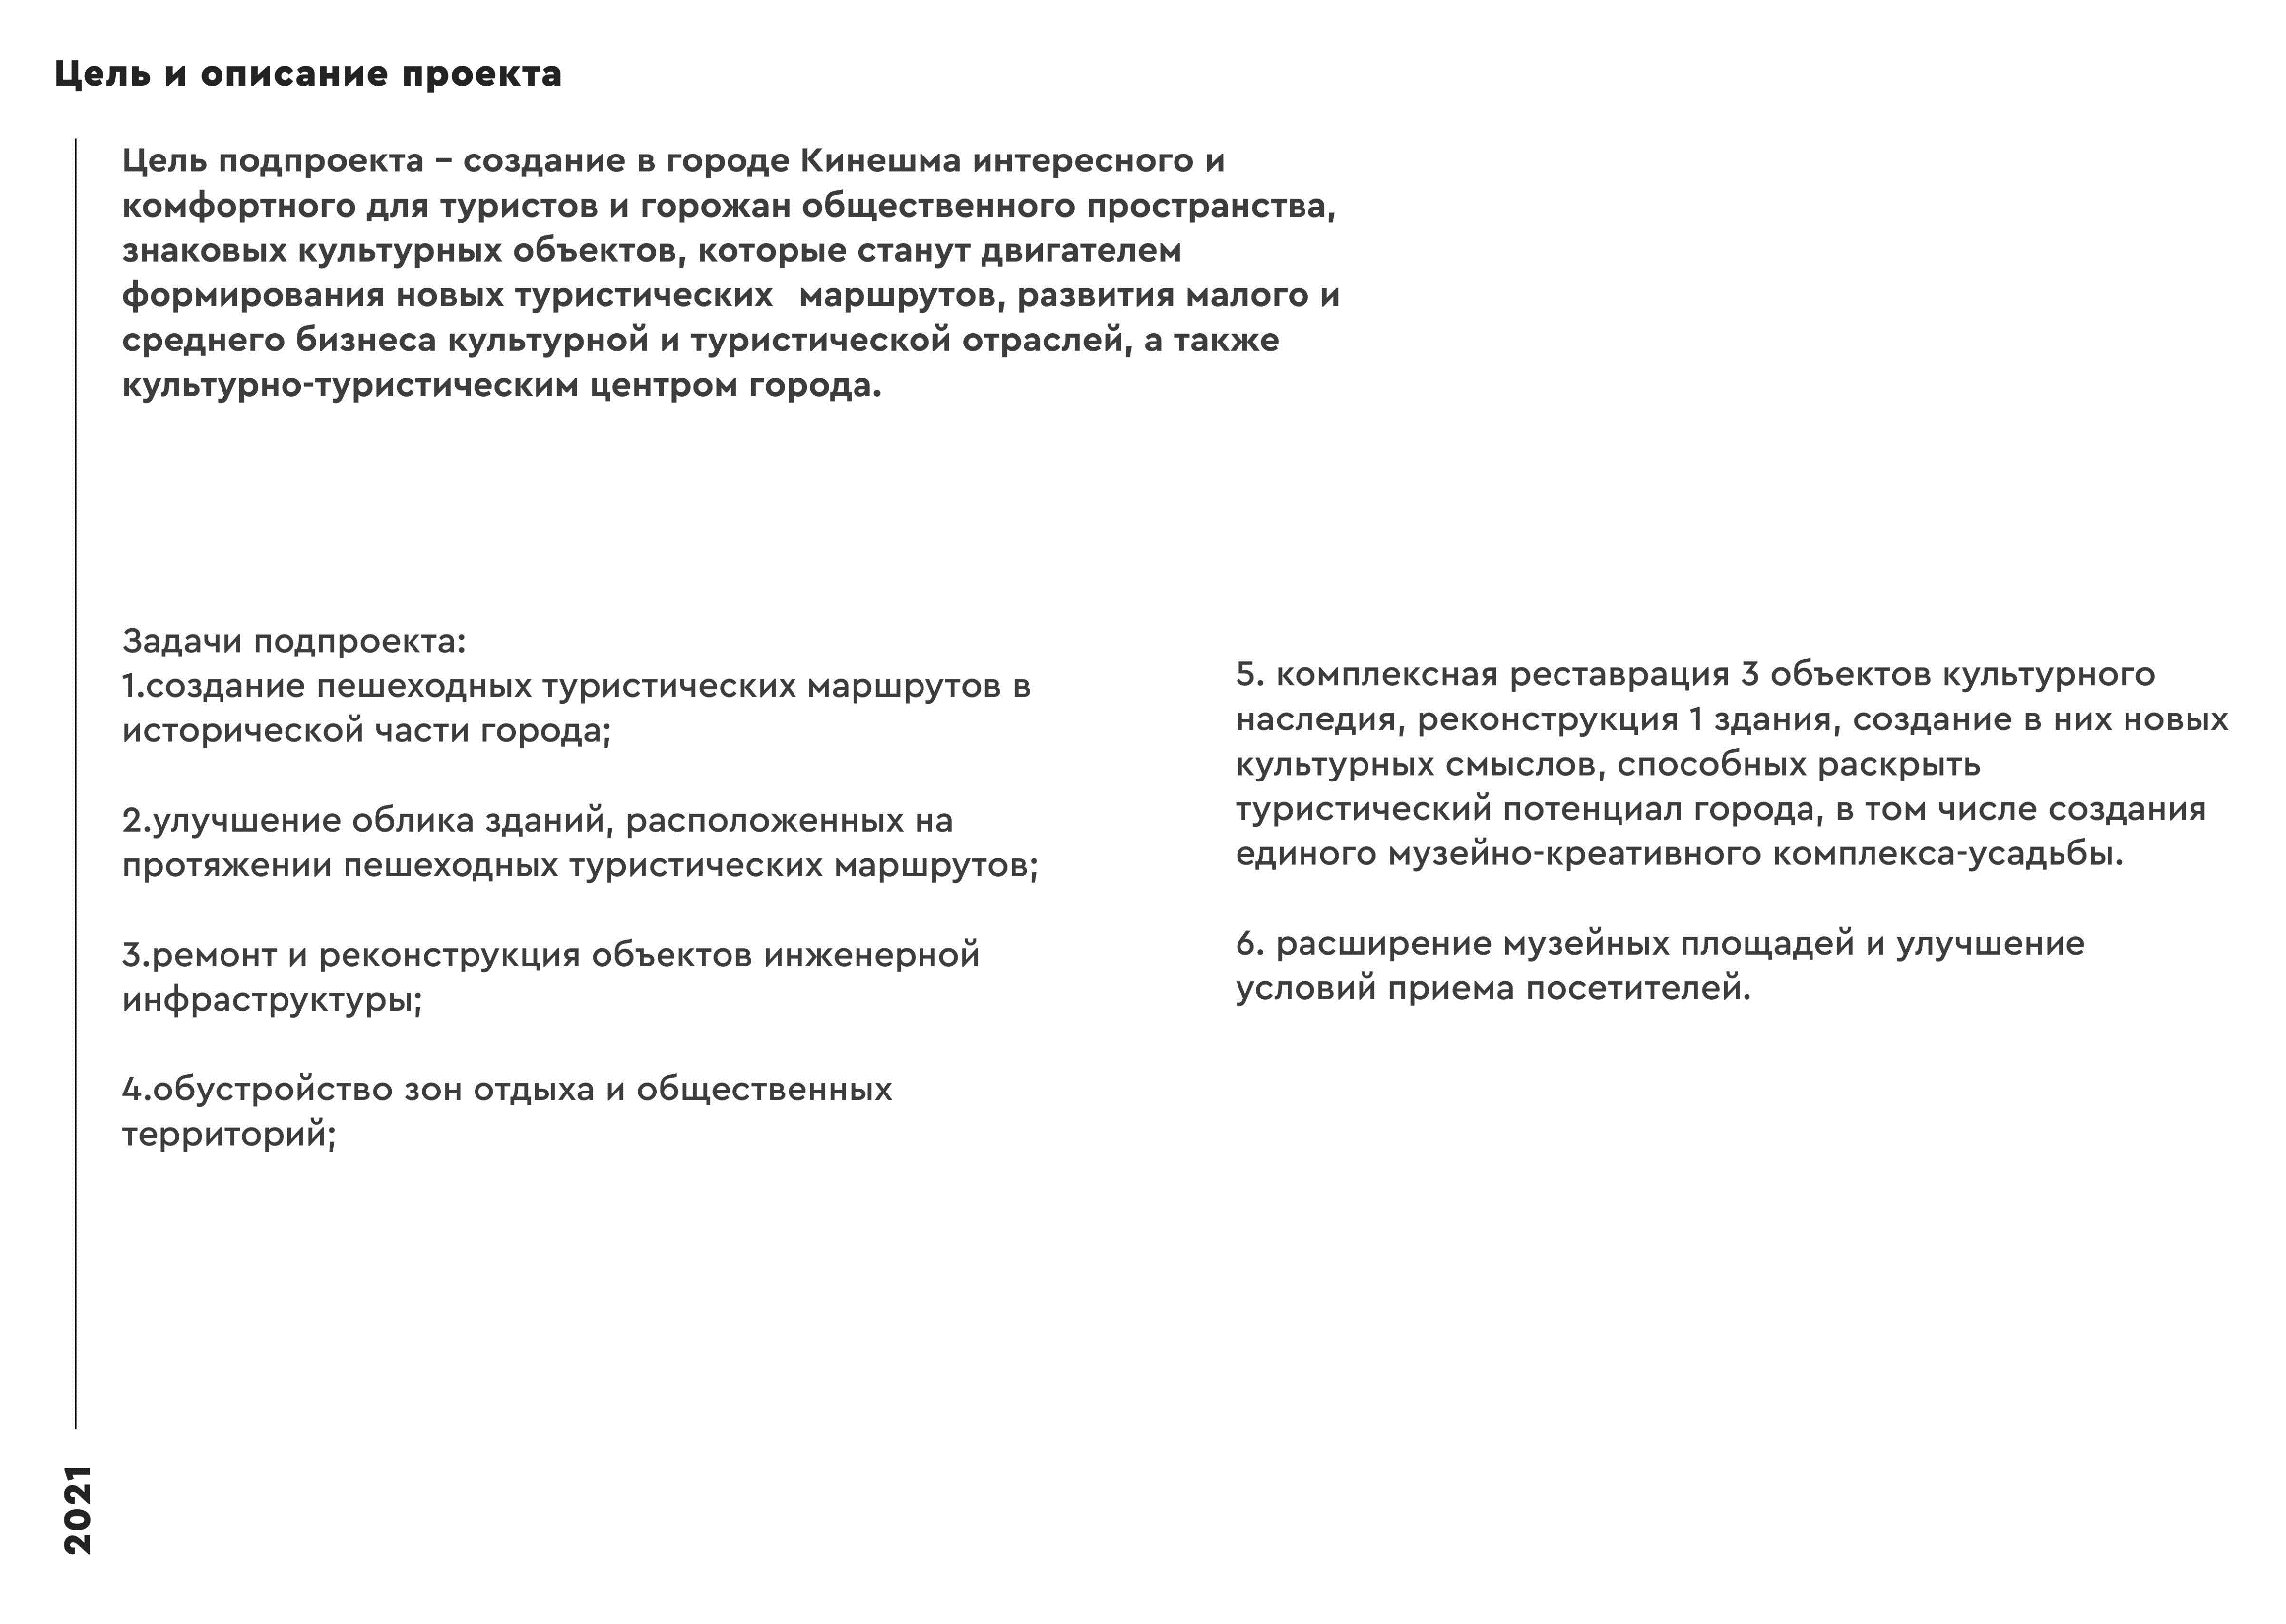 Цель и описание проекта
Цель подпроекта – создание в городе Кинешма интересного и
комфортного для туристов и горожан общественного пространства,
знаковых культурных объектов, которые станут двигателем
формирования новых туристических   маршрутов, развития малого и
среднего бизнеса культурной и туристической отраслей, а также
культурно-туристическим центром города.
Задачи подпроекта:
1.создание пешеходных туристических маршрутов в
исторической части города;
2.улучшение облика зданий, расположенных на
протяжении пешеходных туристических маршрутов;
3.ремонт и реконструкция объектов инженерной
инфраструктуры;
4.обустройство зон отдыха и общественных
территорий;
5. комплексная реставрация 3 объектов культурного
наследия, реконструкция 1 здания, создание в них новых
культурных смыслов, способных раскрыть
туристический потенциал города, в том числе создания
единого музейно-креативного комплекса-усадьбы.
6. расширение музейных площадей и улучшение
условий приема посетителей.
2021